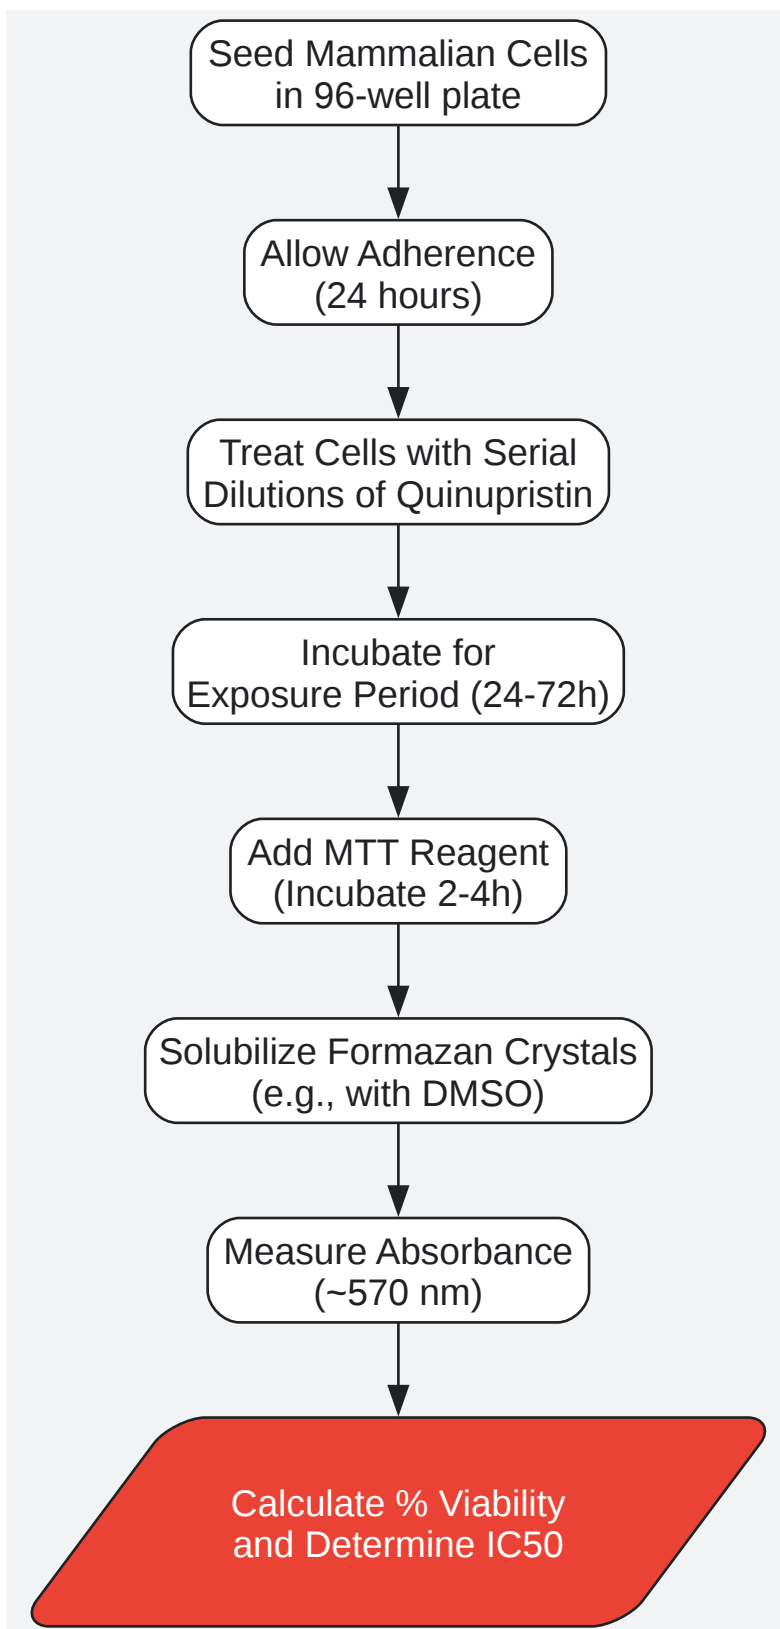 Seed Mammalian Cells
in 96-well plate
Allow Adherence
(24 hours)
Treat Cells with Serial
Dilutions of Quinupristin
Incubate for
Exposure Period (24-72h)
Add MTT Reagent
(Incubate 2-4h)
Solubilize Formazan Crystals
(e.g., with DMSO)
Measure Absorbance
(~570 nm)
Calculate % Viability
and Determine IC50